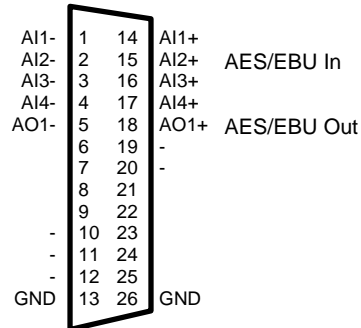 AI1- 1 14 AI1+
AI2- 2 15 AI2+ AES/EBU In
AI3- 3 16 AI3+
AI4- 4 17 AI4+
AO1- 5 18 AO1+ AES/EBU Out
6 19 -
7 20 -
8 21
9 22
- 10 23
- 11 24
- 12 25
GND 13 26 GND